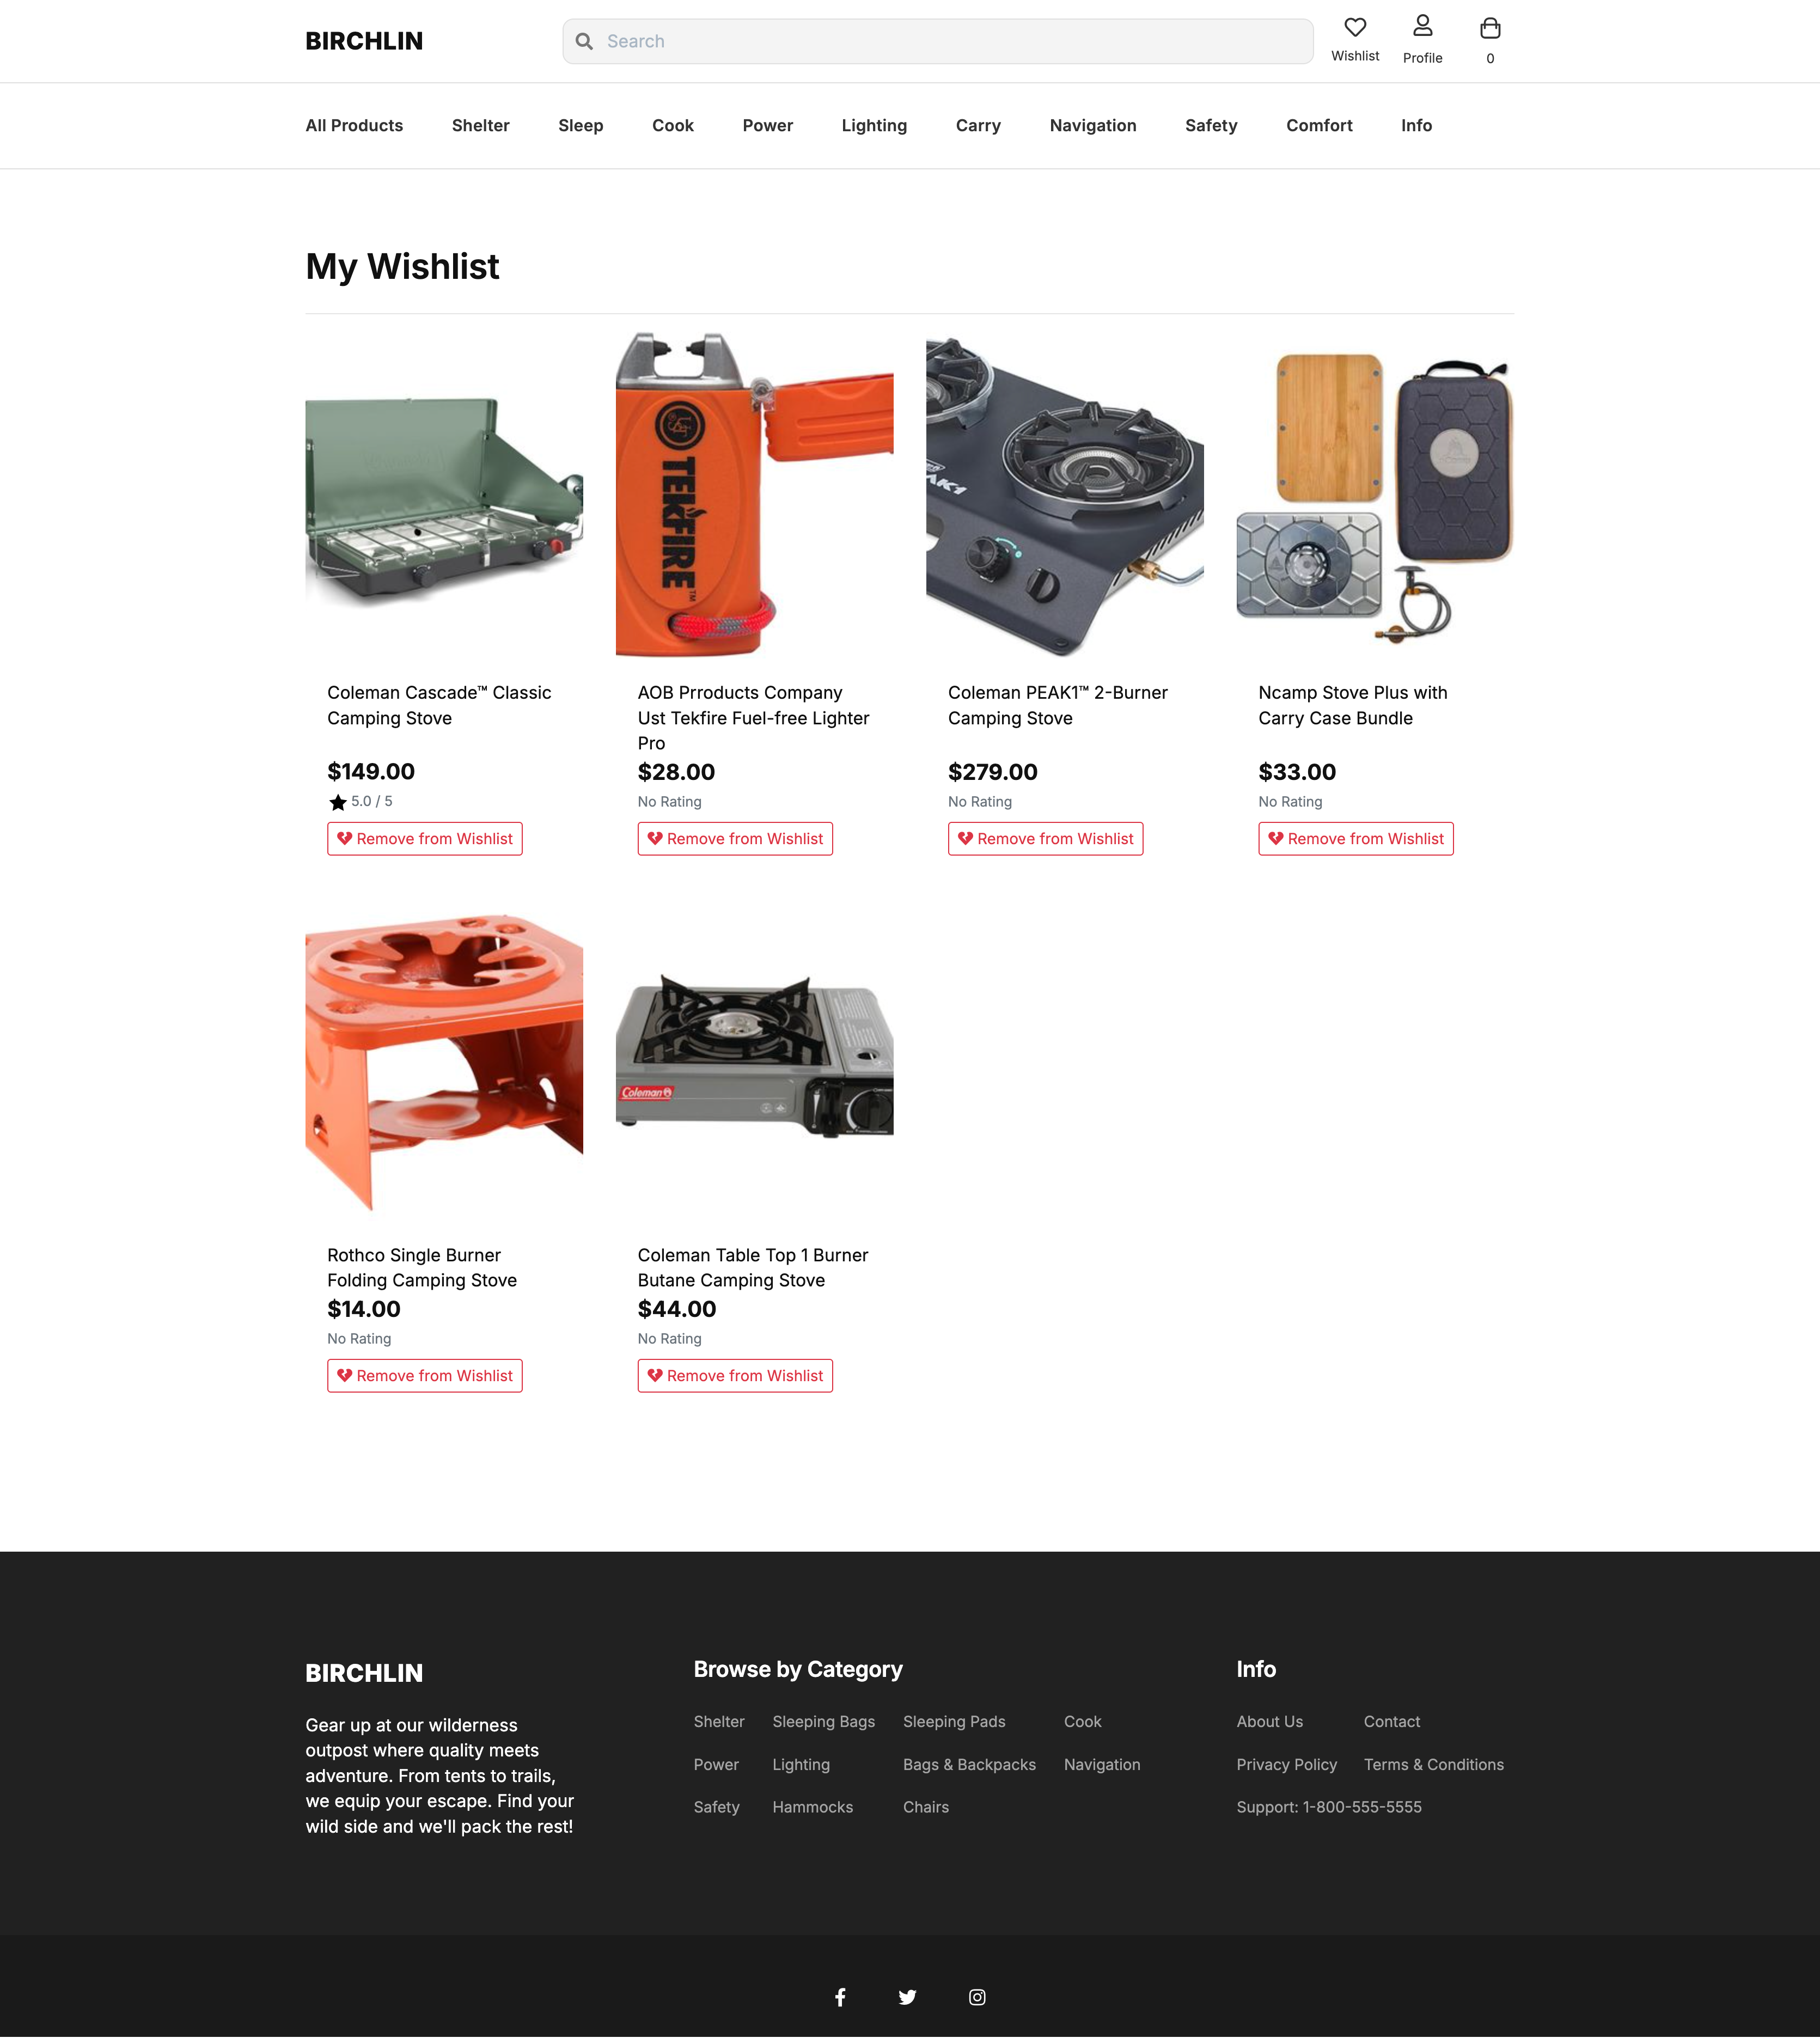 BIRCHLIN
Search
Wishlist
Profile
0
All Products
Shelter
Sleep
Cook
Power
Lighting
Carry
Navigation
Safety
Comfort
Info
My Wishlist
TEKFIRE™
PEAK1
Coleman Cascade™ Classic
Camping Stove
$149.00
5.0 / 5
Remove from Wishlist
AOB Prroducts Company
Ust Tekfire Fuel-free Lighter
Pro
$28.00
No Rating
Remove from Wishlist
Coleman PEAK1™ 2-Burner
Camping Stove
$279.00
No Rating
Remove from Wishlist
Ncamp Stove Plus with
Carry Case Bundle
$33.00
No Rating
Remove from Wishlist
Coleman
Rothco Single Burner
Folding Camping Stove
$14.00
No Rating
Remove from Wishlist
Coleman Table Top 1 Burner
Butane Camping Stove
$44.00
No Rating
Remove from Wishlist
BIRCHLIN
Gear up at our wilderness
outpost where quality meets
adventure. From tents to trails,
we equip your escape. Find your
wild side and we'll pack the rest!
Browse by Category
Shelter
Sleeping Bags
Sleeping Pads
Cook
Power
Lighting
Bags & Backpacks
Navigation
Safety
Hammocks
Chairs
Info
About Us
Contact
Privacy Policy
Terms & Conditions
Support: 1-800-555-5555